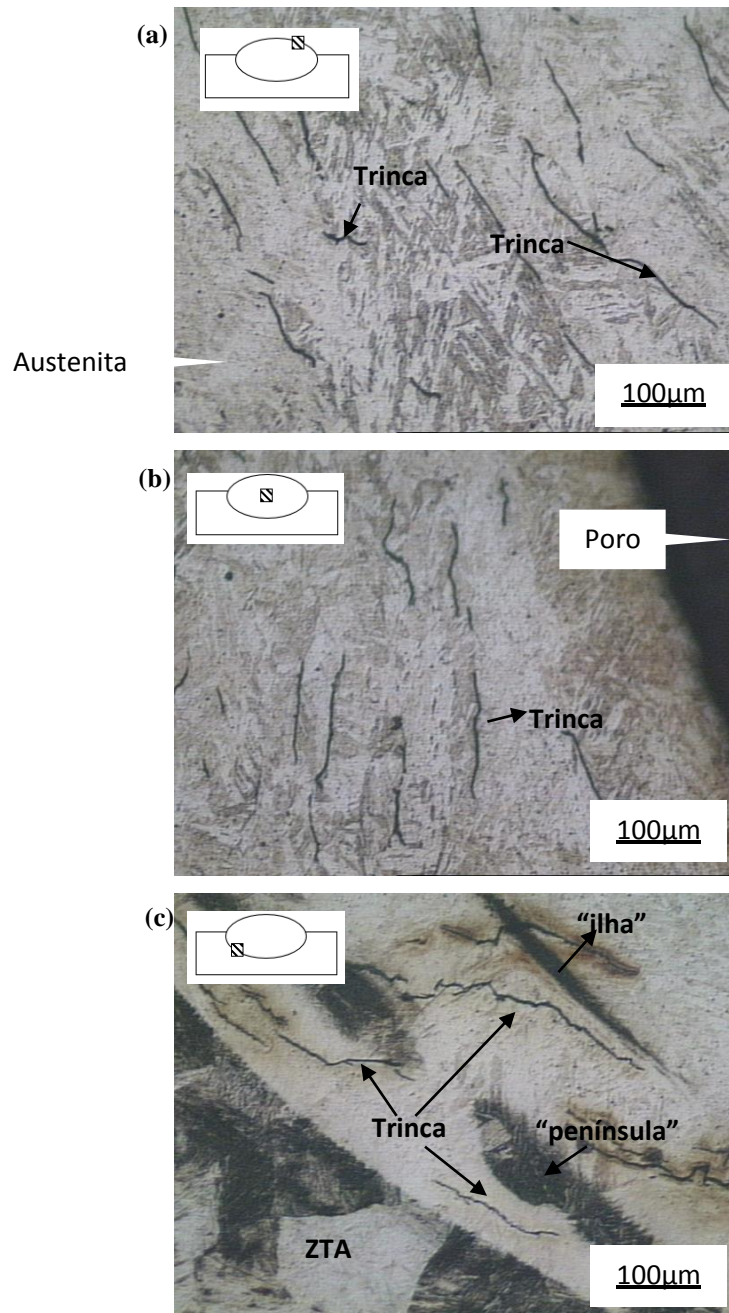 (a)
Trinca
Trinca
Austenita
100µm
(b)
Poro
Trinca
100µm
(c)
“ilha”
Trinca
“península”
ZTA
100µm